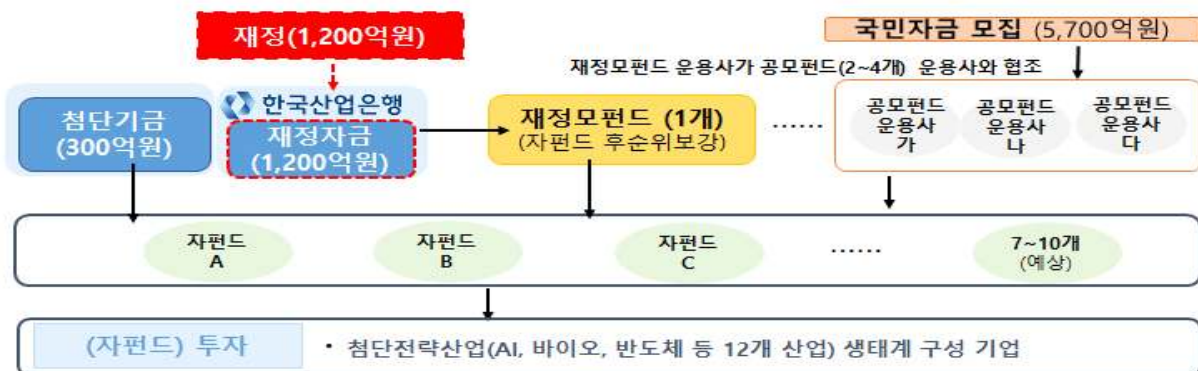 재정(1,200억원)
국민자금 모집 (5,700억원)
재정모펀드 운용사가 공모펀드(2~4개) 운용사와 협조
첨단기금
(300억원)
한국산업은행
재정자금
(1,200억원)
재정모펀드 (1개)
(자펀드 후순위보강)
......
공모펀드
운용사
가
공모펀드
운용사
나
공모펀드
운용사
다
자펀드
A
자펀드
B
자펀드
C
......
7~10개
(예상)
(자펀드) 투자
• 첨단전략산업(AI, 바이오, 반도체 등 12개 산업) 생태계 구성 기업